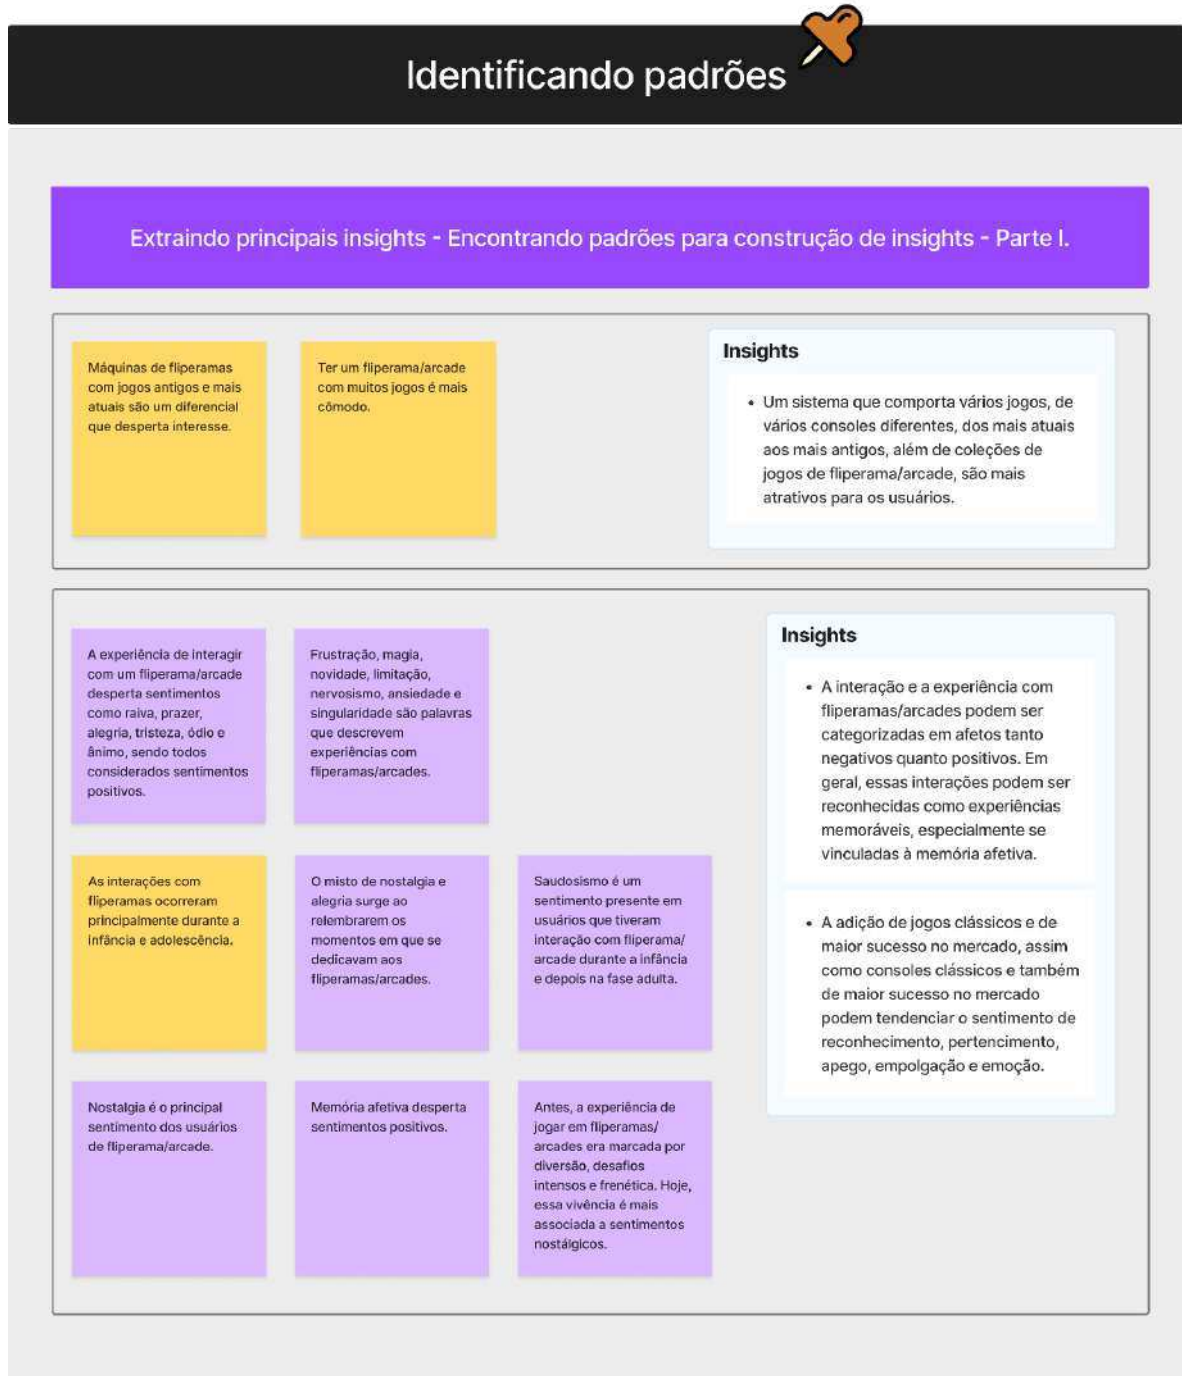 Identificando padrões
Extraindo principais insights - Encontrando padrões para construção de insights - Parte I.
Máquinas de fliperamas
com jogos antigos e mais
atuais são um diferencial
que desperta interesse.
Ter um fliperama/arcade
com muitos jogos é mais
cômodo.
Insights
• Um sistema que comporta vários jogos, de
vários consoles diferentes, dos mais atuais
aos mais antigos, além de coleções de
jogos de fliperama/arcade, são mais
atrativos para os usuários.
A experiência de interagir
com um fliperama/arcade
desperta sentimentos
como raiva, prazer,
alegria, tristeza, ódio e
ânimo, sendo todos
considerados sentimentos
positivos.
Frustração, magia,
novidade, limitação,
nervosismo, ansiedade e
singularidade são palavras
que descrevem
experiências com
fliperamas/arcades.
As interações com
fliperamas ocorreram
principalmente durante a
infância e adolescência.
O misto de nostalgia e
alegria surge ao
relembrarem os
momentos em que se
dedicavam aos
fliperamas/arcades.
Saudosismo é um
sentimento presente em
usuários que tiveram
interação com fliperama/
arcade durante a infância
e depois na fase adulta.
Nostalgia é o principal
sentimento dos usuários
de fliperama/arcade.
Memória afetiva desperta
sentimentos positivos.
Antes, a experiência de
jogar em fliperamas/
arcades era marcada por
diversão, desafios
intensos e frenética. Hoje,
essa vivência é mais
associada a sentimentos
nostálgicos.
Insights
• A interação e a experiência com
fliperamas/arcades podem ser
categorizadas em afetos tanto
negativos quanto positivos. Em
geral, essas interações podem ser
reconhecidas como experiências
memoráveis, especialmente se
vinculadas à memória afetiva.
• A adição de jogos clássicos e de
maior sucesso no mercado, assim
como consoles clássicos e também
de maior sucesso no mercado
podem tendenciar o sentimento de
reconhecimento, pertencimento,
apego, empolgação e emoção.